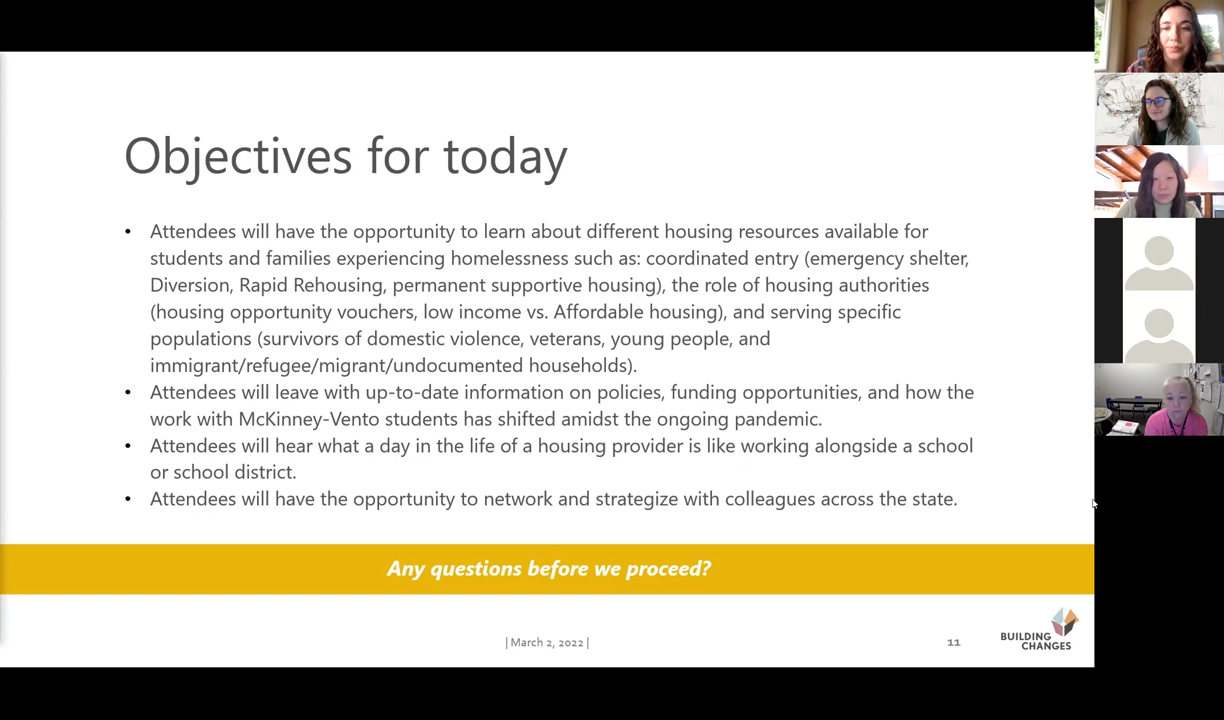 Objectives for today
• Attendees will have the opportunity to learn about different housing resources available for
students and families experiencing homelessness such as: coordinated entry (emergency shelter,
Diversion, Rapid Rehousing, permanent supportive housing), the role of housing authorities
(housing opportunity vouchers, low income vs. Affordable housing), and serving specific
populations (survivors of domestic violence, veterans, young people, and
immigrant/refugee/migrant/undocumented households).
• Attendees will leave with up-to-date information on policies, funding opportunities, and how the
work with McKinney-Vento students has shifted amidst the ongoing pandemic.
• Attendees will hear what a day in the life of a housing provider is like working alongside a school
or school district.
• Attendees will have the opportunity to network and strategize with colleagues across the state.
Any questions before we proceed?
| March 2, 2022 |
11
BUILDING
CHANGES